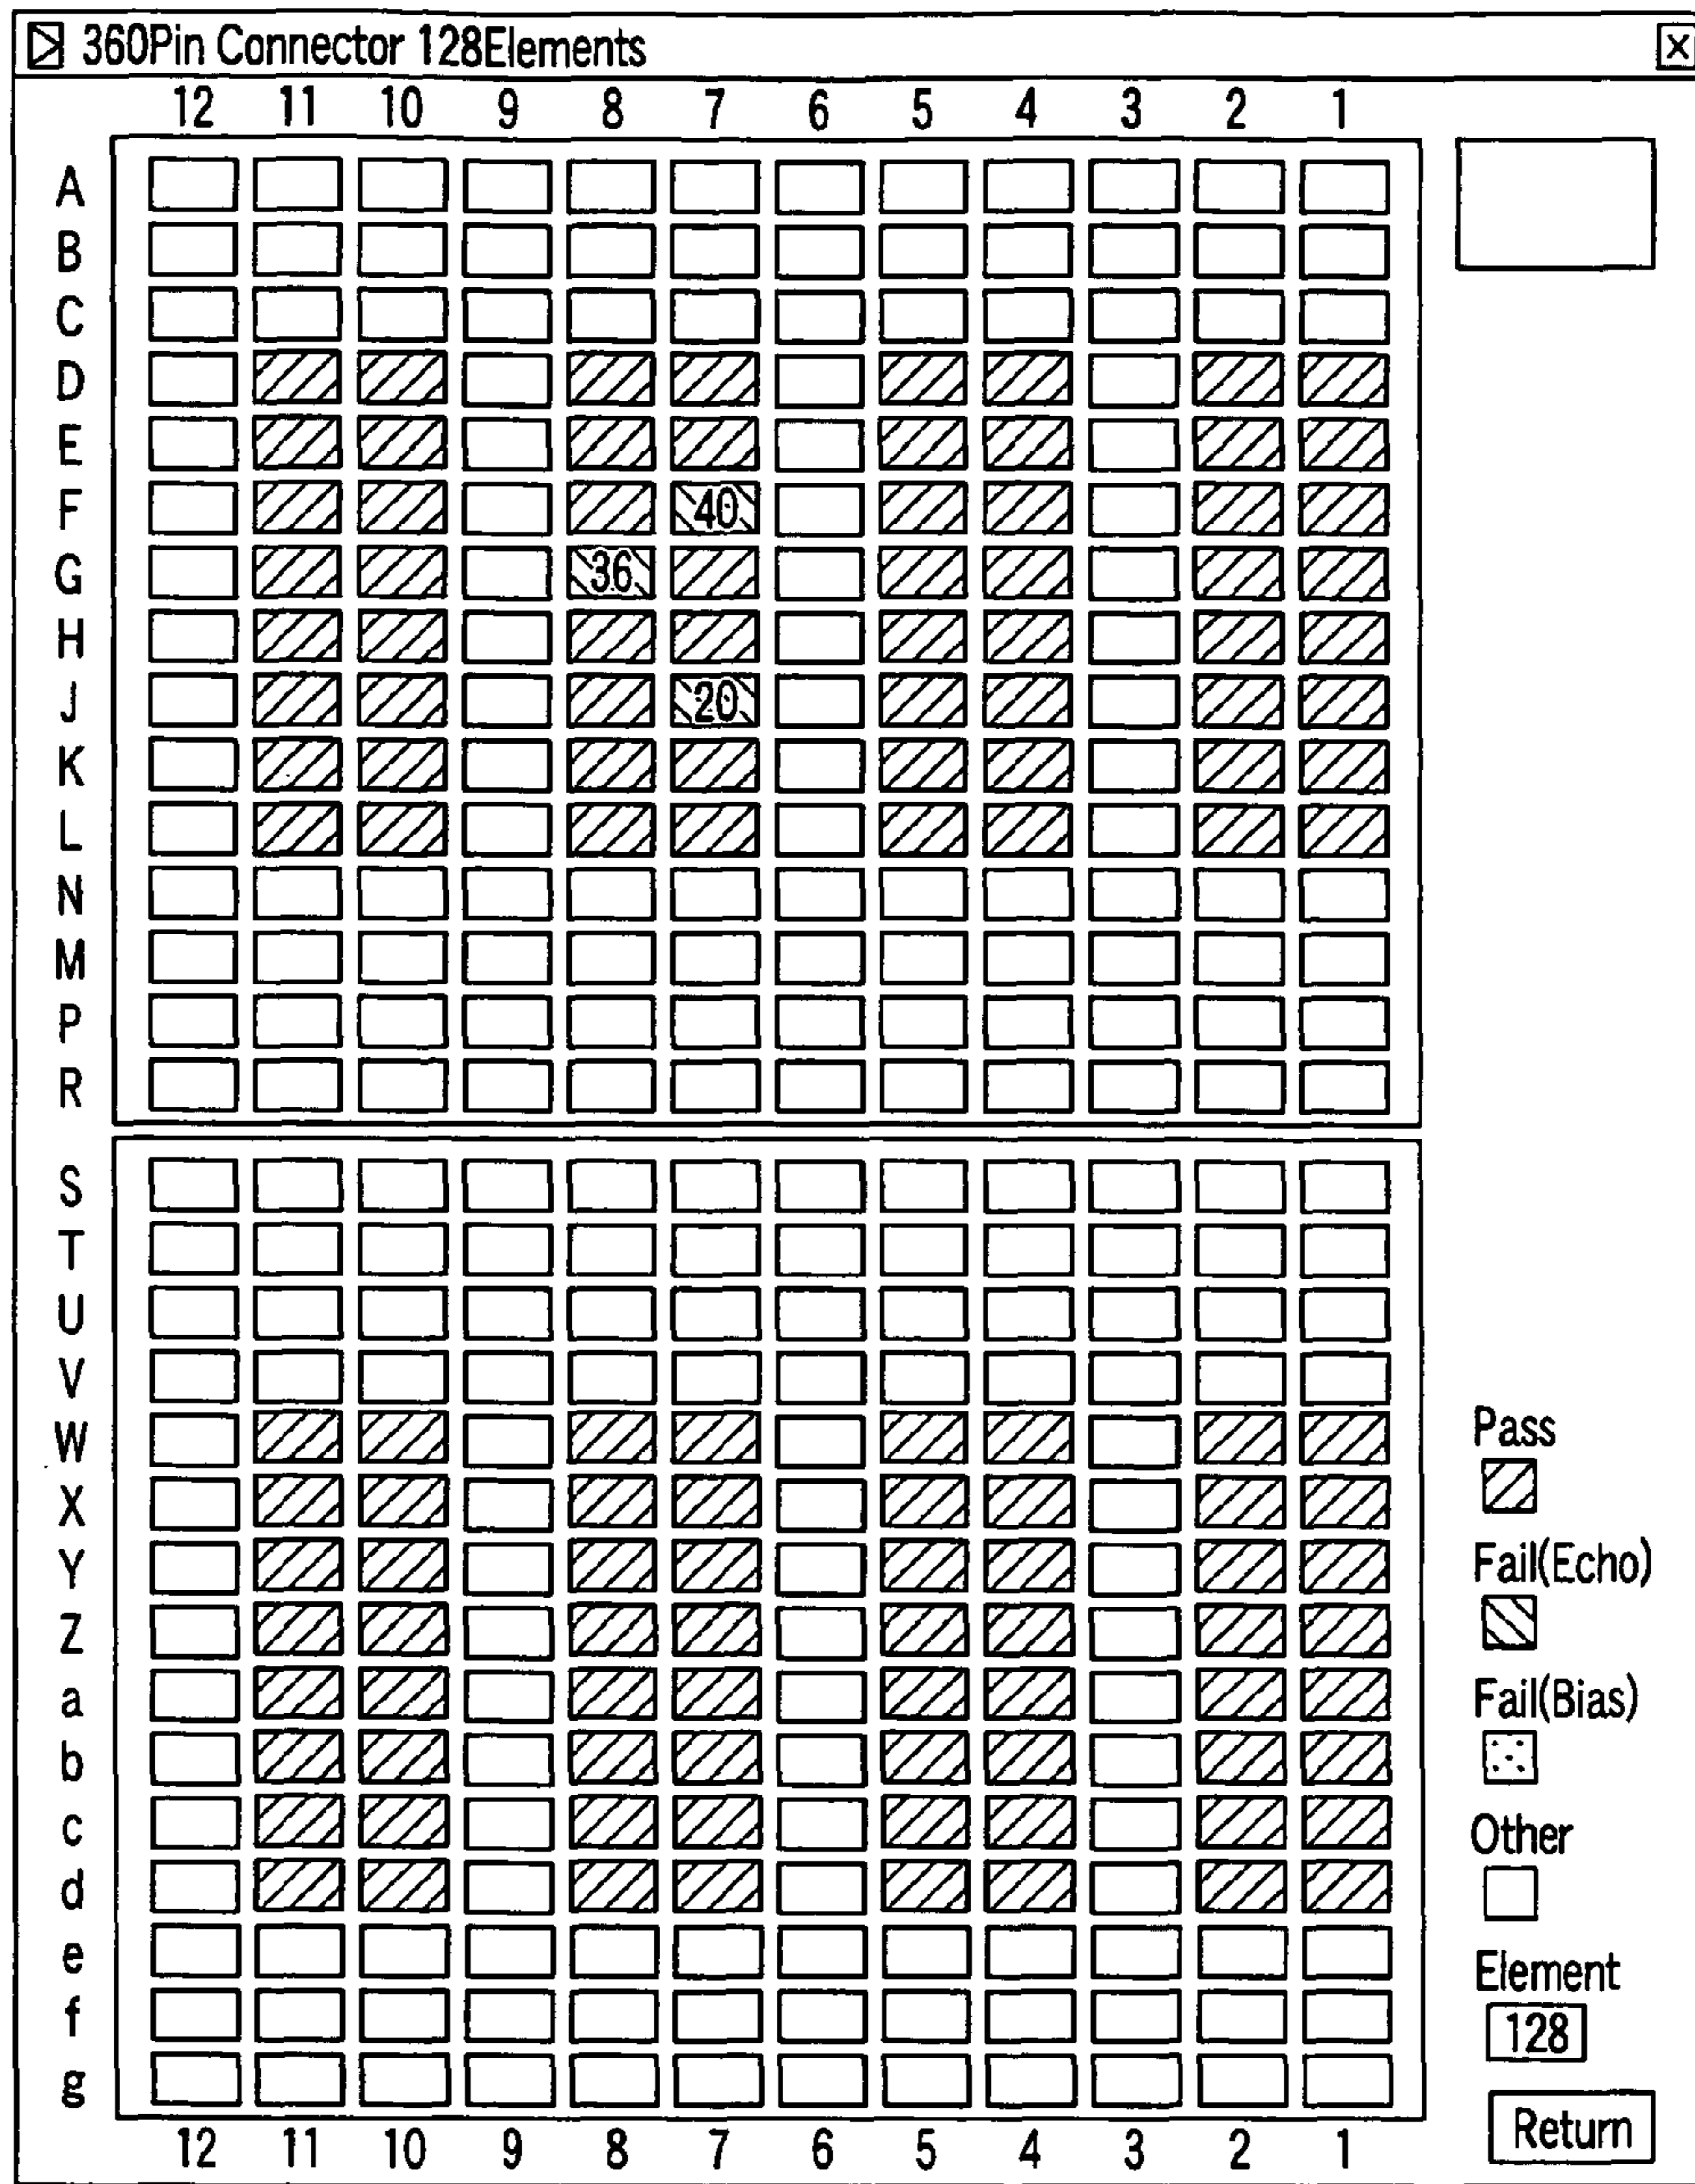 360Pin Connector 128Elements
12 11 10 9 8 7 6 5 4 3 2 1
A
B
C
D
E
F 40
G 36
H
J 20
K
L
N
M
P
R
S
T
U
V
W
X
Y
Z
a
b
c
d
e
f
g
12 11 10 9 8 7 6 5 4 3 2 1
Pass
Fail(Echo)
Fail(Bias)
Other
Element
128
Return